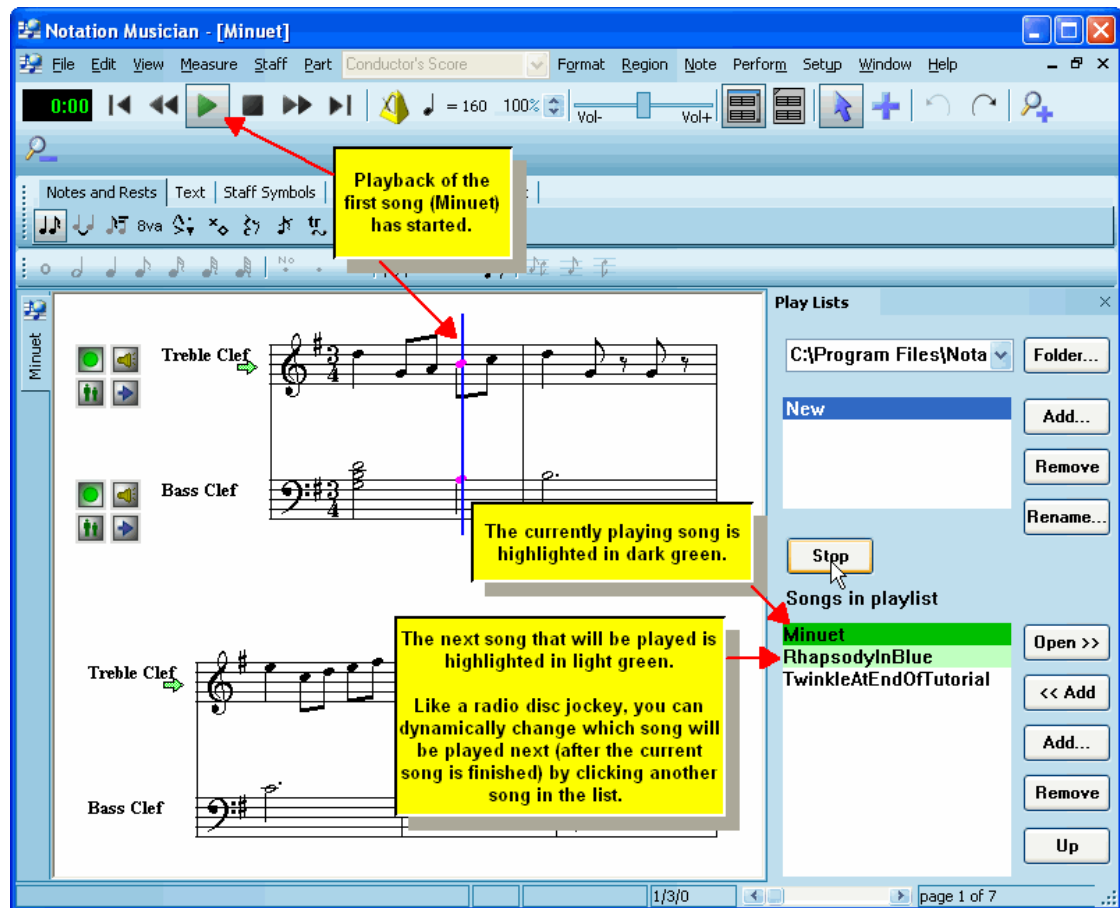 Notation Musician - [Minuet]
File Edit View Measure Staff Part Conductor's Score Format Region Note Perform Setup Window Help
0:00 = 160 100% Vol- Vol+
Notes and Rests Text Staff Symbols
8va tr
N°
Playback of the
first song (Minuet)
has started.
Minuet
Treble Clef
3
4
Bass Clef
3
4
Treble Clef
Bass Clef
The currently playing song is
highlighted in dark green.
The next song that will be played is
highlighted in light green.
Like a radio disc jockey, you can
dynamically change which song will
be played next (after the current
song is finished) by clicking another
song in the list.
Play Lists
C:\Program Files\Nota
Folder...
New
Add...
Remove
Rename...
Stop
Songs in playlist
Minuet
RhapsodyInBlue
TwinkleAtEndOfTutorial
Open >>
<< Add
Add...
Remove
Up
1/3/0
page 1 of 7